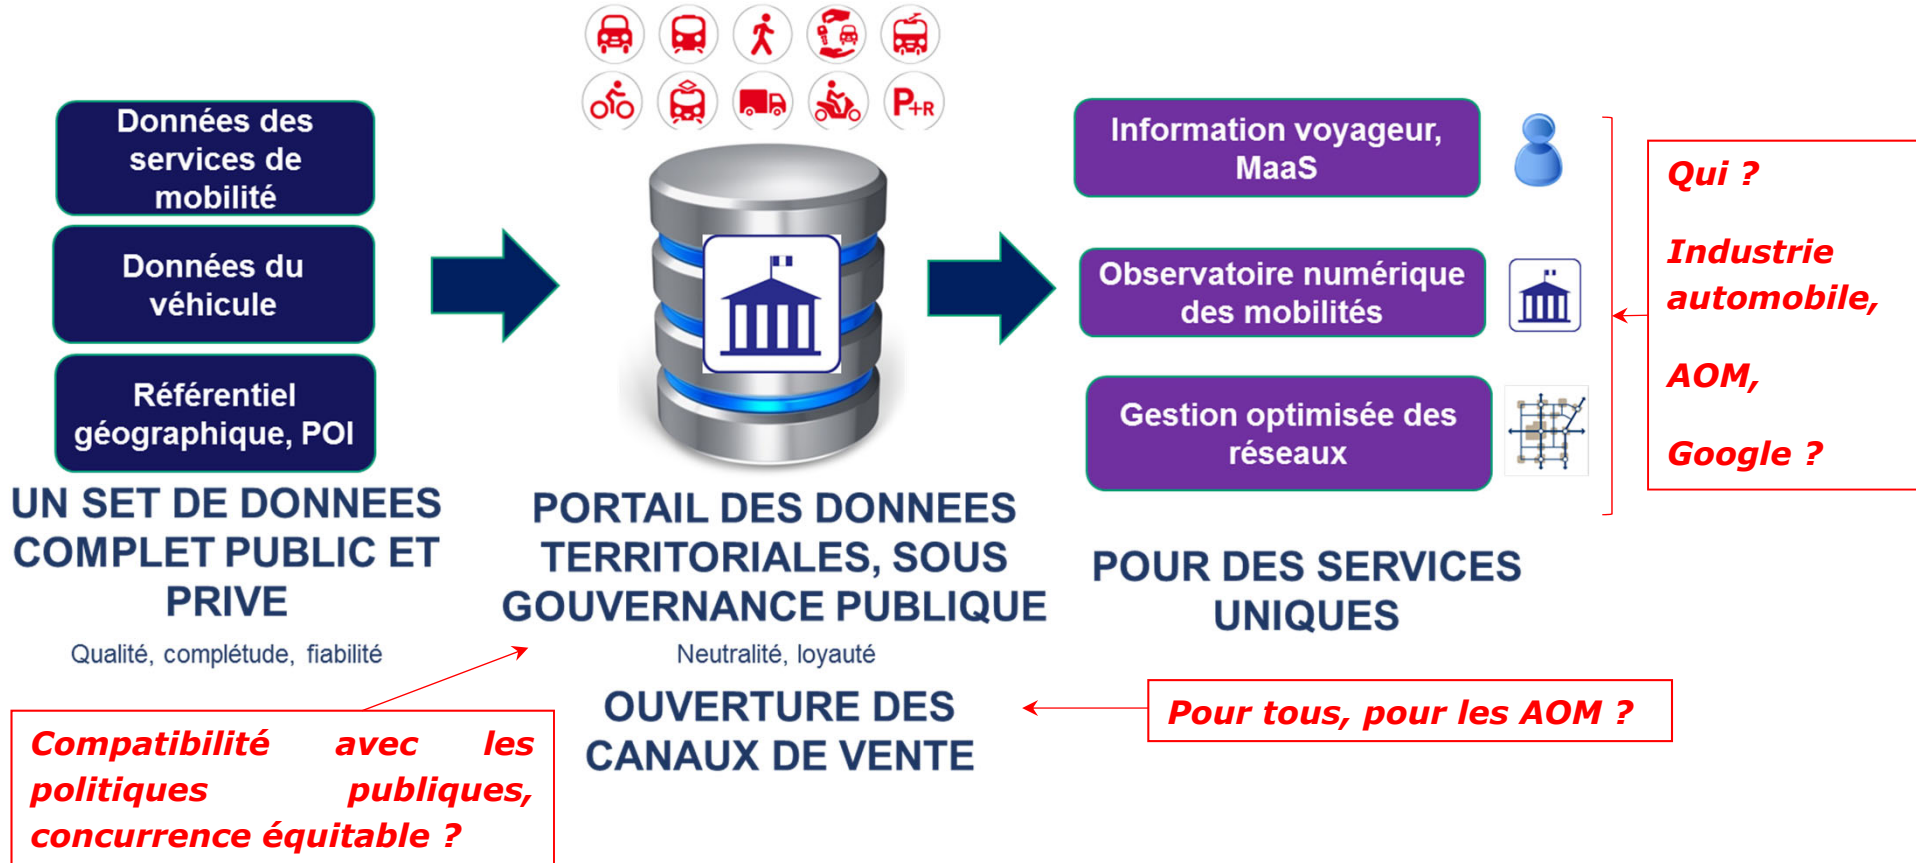 P+R
Données des
services de
mobilité
Données du
véhicule
Référentiel
géographique, POI
UN SET DE DONNEES
COMPLET PUBLIC ET
PRIVE
Qualité, complétude, fiabilité
Compatibilité avec les
politiques publiques,
concurrence équitable ?
PORTAIL DES DONNEES
TERRITORIALES, SOUS
GOUVERNANCE PUBLIQUE
Neutralité, loyauté
OUVERTURE DES
CANAUX DE VENTE
Information voyageur,
MaaS
Observatoire numérique
des mobilités
Gestion optimisée des
réseaux
POUR DES SERVICES
UNIQUES
Pour tous, pour les AOM ?
Qui ?
Industrie
automobile,
AOM,
Google ?